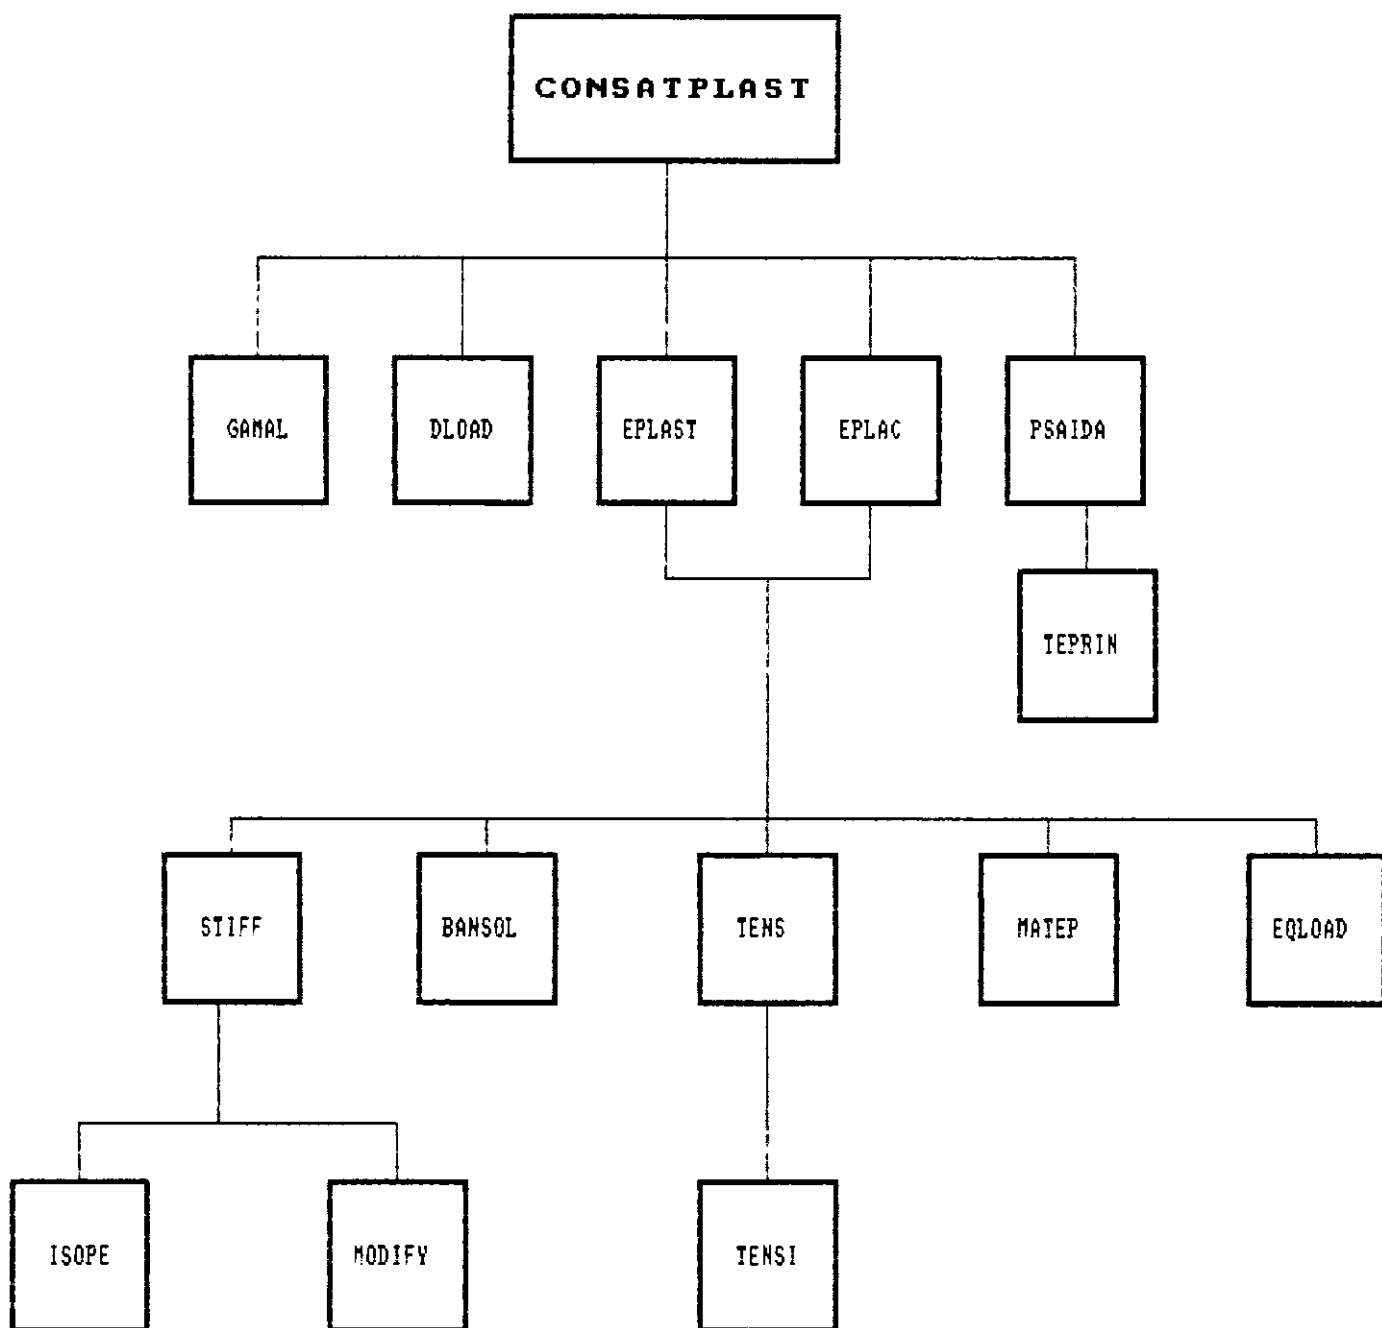 CONSATPLAST
GAMAL
DLOAD
EPLAST
EPLAC
PSAIDA
TEPRIN
STIFF
BANSOL
TENS
MATEP
EQLOAD
ISOPE
MODIFY
TENSI